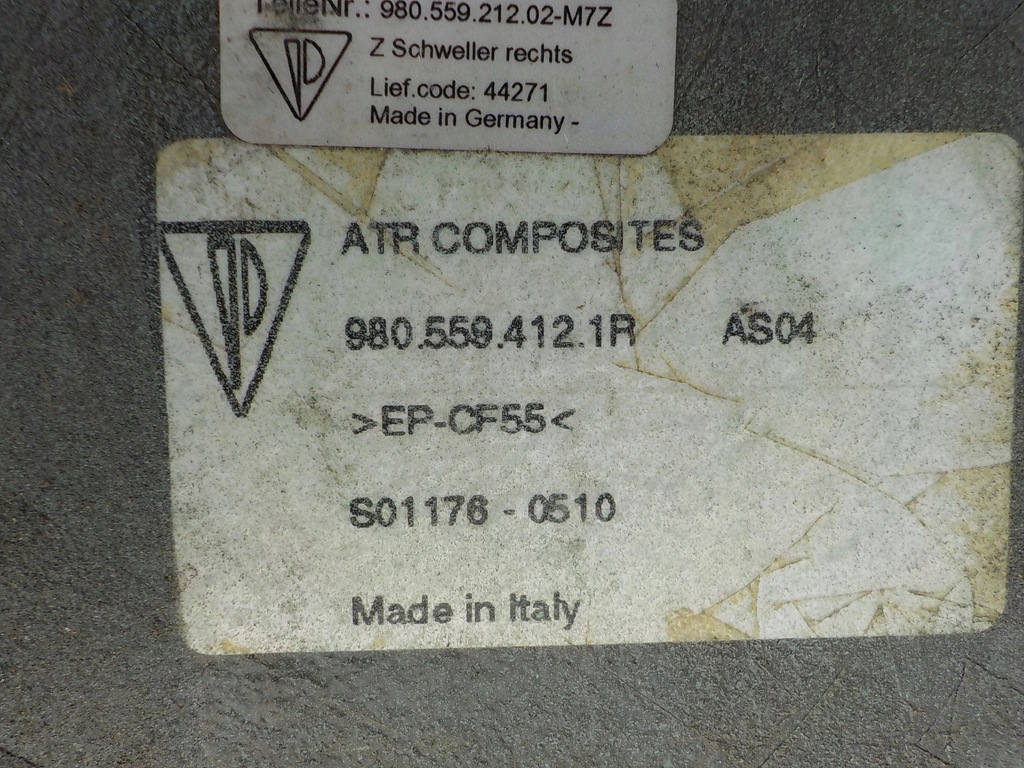 TeileNr.: 980.559.212.02-M7Z
Z Schweller rechts
Lief.code: 44271
Made in Germany -
ATR COMPOSITES
980.559.412.1R AS04
>EP-CF55<
S01176 - 0510
Made in Italy